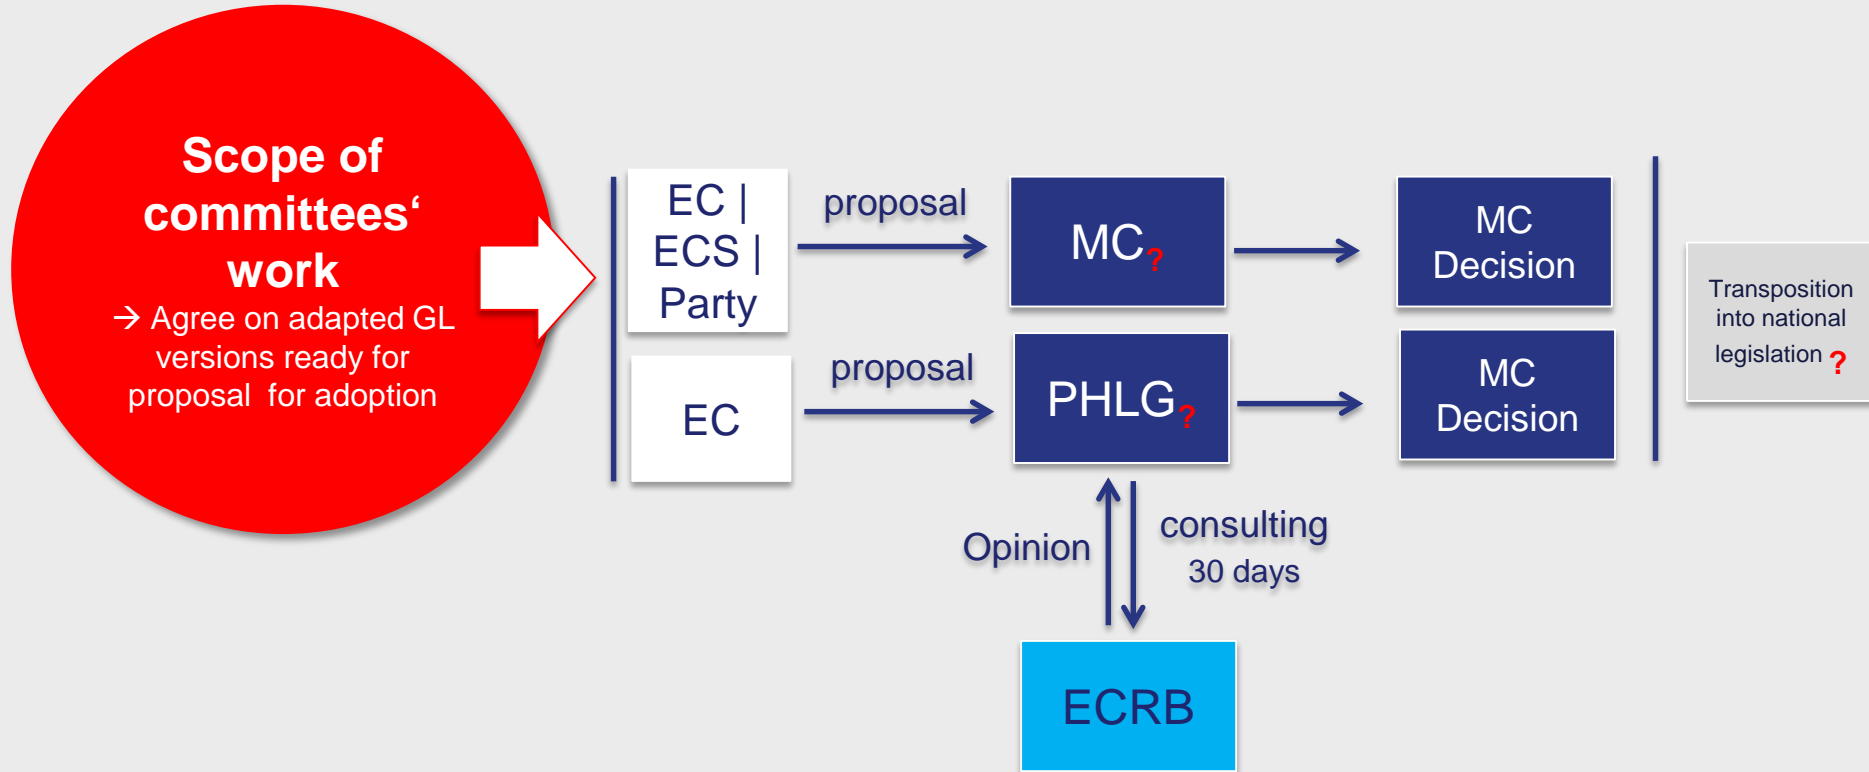 Scope of
committees‘
work
→ Agree on adapted GL
versions ready for
proposal for adoption
EC |
ECS |
Party
proposal
MC?
MC
Decision
EC
proposal
PHLG?
MC
Decision
Transposition
into national
legislation ?
Opinion
consulting
30 days
ECRB